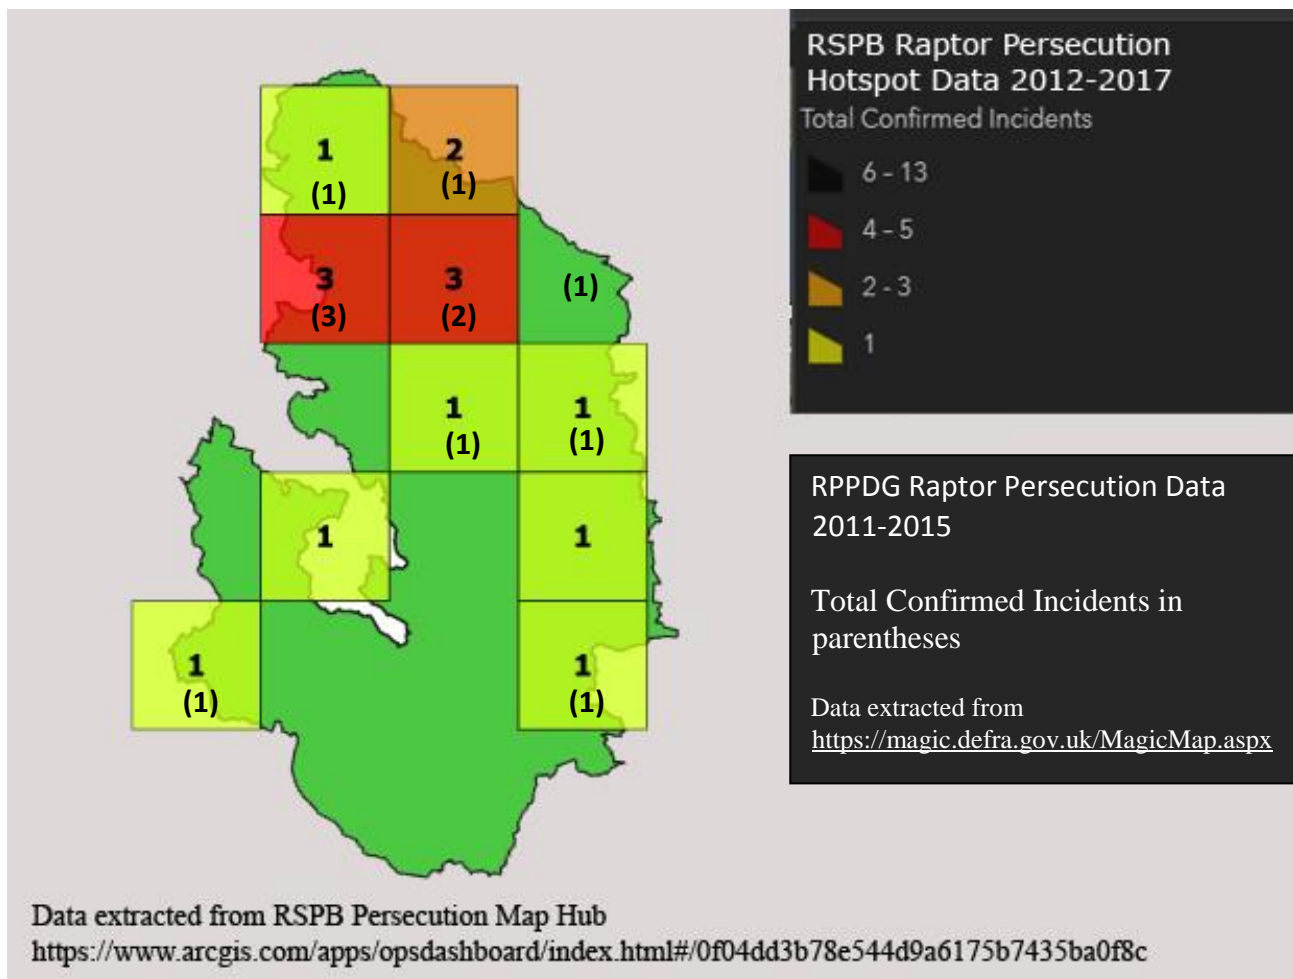 RSPB Raptor Persecution
Hotspot Data 2012-2017
Total Confirmed Incidents
6 - 13
4 - 5
2 - 3
1
1 2
(1) (1)
3 3 (1)
(3) (2)
1 1
(1) (1)
1 1
1 1
(1) (1)
RPPDG Raptor Persecution Data
2011-2015
Total Confirmed Incidents in
parentheses
Data extracted from
https://magic.defra.gov.uk/MagicMap.aspx
Data extracted from RSPB Persecution Map Hub
https://www.arcgis.com/apps/opsdashboard/index.html#/0f04dd3b78e544d9a6175b7435ba0f8c